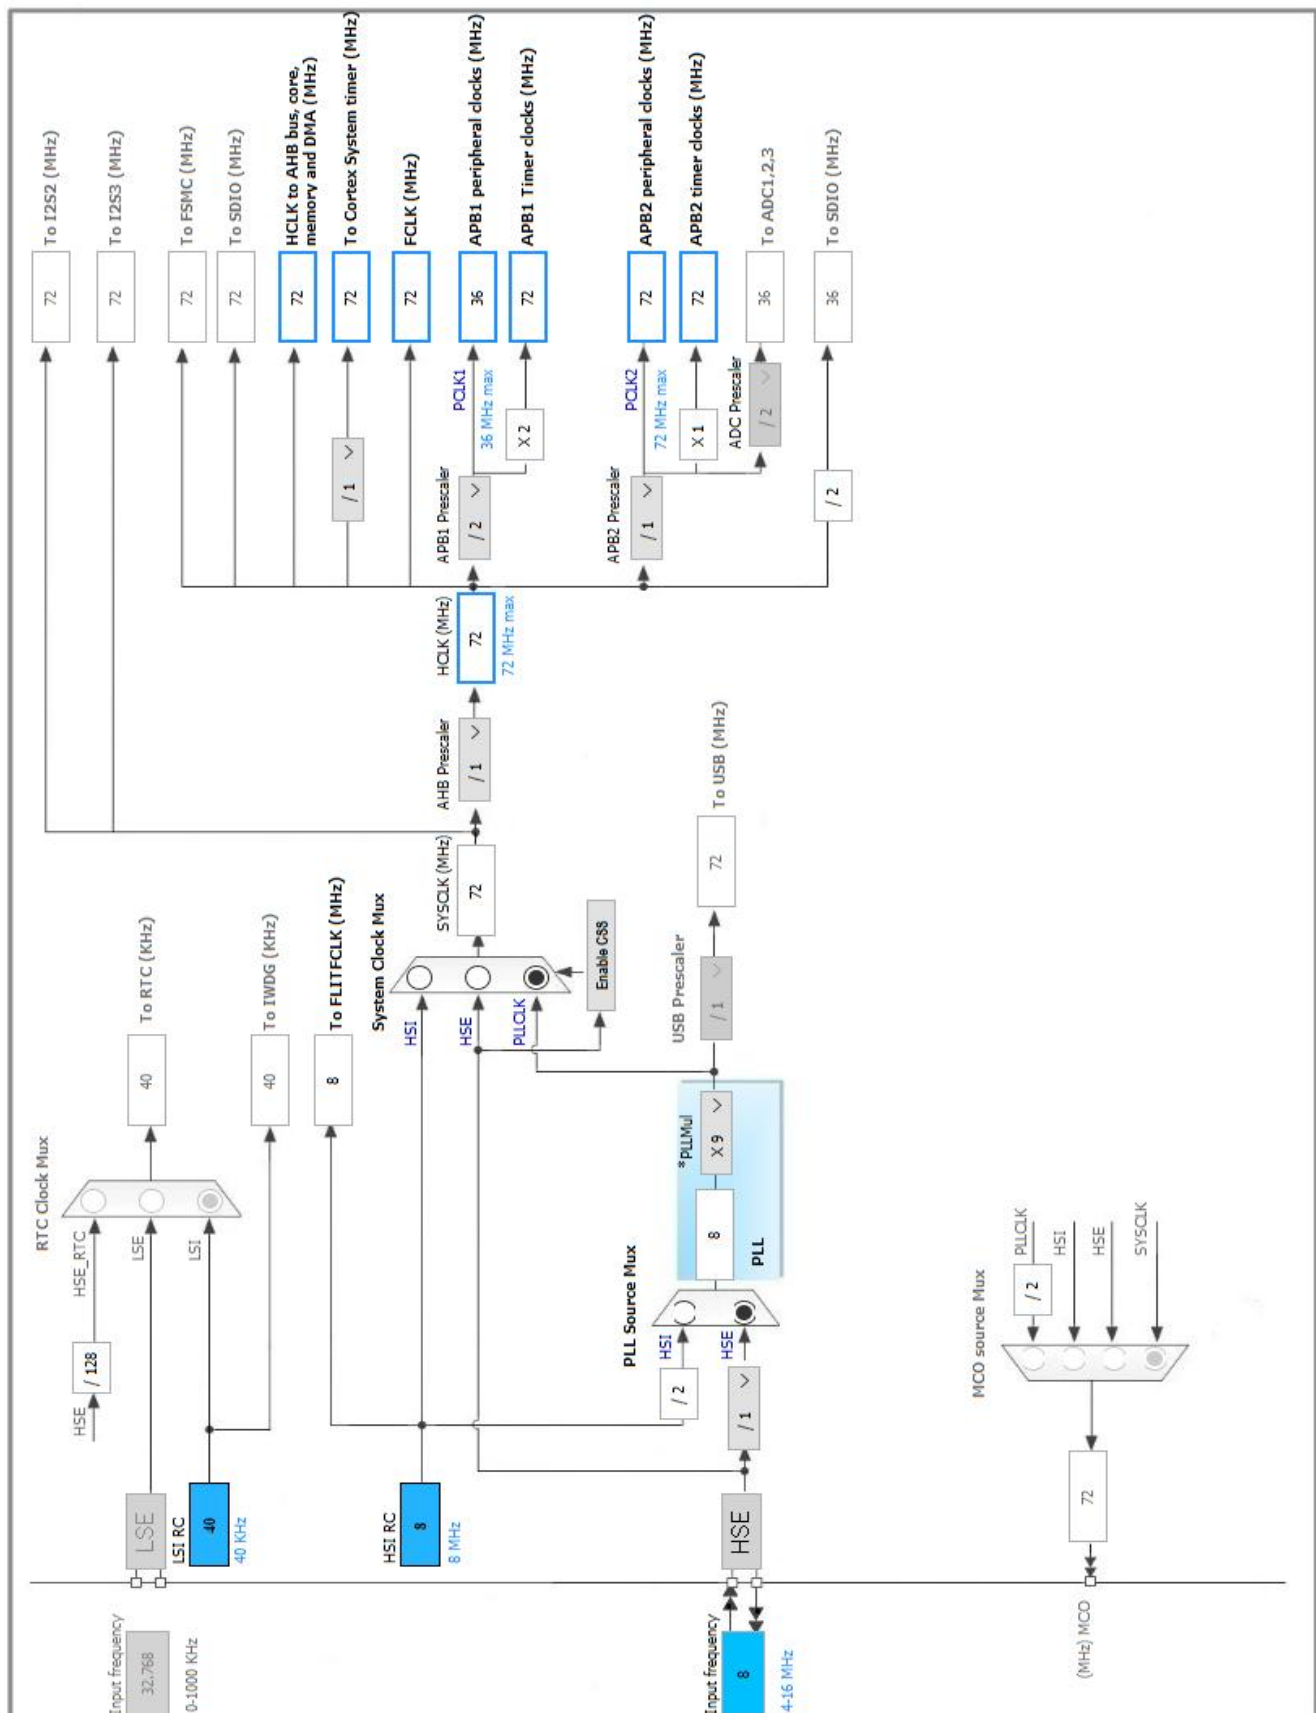 Input frequency
32.768
0-1000 KHz
LSE
LSI RC
40
40 KHz
HSE
/ 128
HSE_RTC
LSE
LSI
RTC Clock Mux
40
To RTC (KHz)
40
To IWDG (KHz)
8
To FLITFCLK (MHz)
HSI RC
8
8 MHz
Input frequency
8
4-16 MHz
HSE
/ 1
/ 2
HSI
HSE
PLL Source Mux
8
PLL
*PLLMul
X 9
USB Prescaler
/ 1
72
To USB (MHz)
System Clock Mux
HSI
HSE
PLLCLK
Enable CSS
SYSCLK (MHz)
72
AHB Prescaler
/ 1
HCLK (MHz)
72
72 MHz max
72
To I2S2 (MHz)
72
To I2S3 (MHz)
72
To FSMC (MHz)
72
To SDIO (MHz)
72
HCLK to AHB bus, core,
memory and DMA (MHz)
/ 1
72
To Cortex System timer (MHz)
72
FCLK (MHz)
APB1 Prescaler
/ 2
PCLK1
36 MHz max
36
APB1 peripheral clocks (MHz)
X 2
72
APB1 Timer clocks (MHz)
APB2 Prescaler
/ 1
PCLK2
72 MHz max
72
APB2 peripheral clocks (MHz)
X 1
72
APB2 timer clocks (MHz)
ADC Prescaler
/ 2
36
To ADC1,2,3
/ 2
36
To SDIO (MHz)
MCO source Mux
/ 2
PLLCLK
HSI
HSE
SYSCLK
72
(MHz) MCO